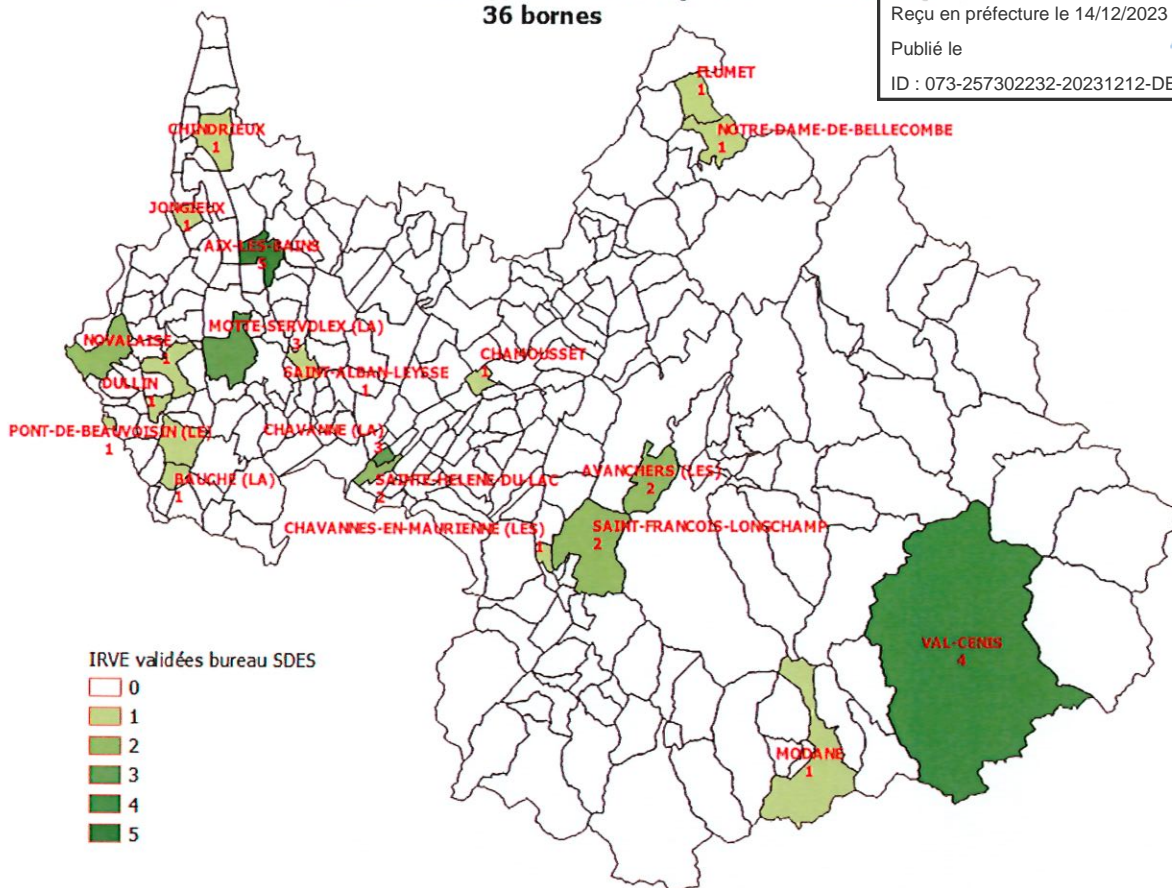 36 bornes
Reçu en préfecture le 14/12/2023
Publié le
ID : 073-257302232-20231212-DE
FLUMET
1
CHINDRIEUX
1
NOTRE-DAME-DE-BELLECOMBE
1
JONGIEUX
1
AIX-LES-BAINS
5
MOTTE-SERVOLEX (LA)
3
NOVALAISE
1
CHAMOUSSET
1
SAINT-ALBAN-LEYSSE
1
DULLIN
1
PONT-DE-BEAUVOISIN (LE)
1
CHAVANNE (LA)
3
BAUCHE (LA)
1
SAINTE-HELENE-DU-LAC
2
AVANCHERS (LES)
2
CHAVANNES-EN-MAURIENNE (LES)
1
SAINT-FRANCOIS-LONGCHAMP
2
VAL-CENIS
4
MODANE
1
IRVE validées bureau SDES
0
1
2
3
4
5